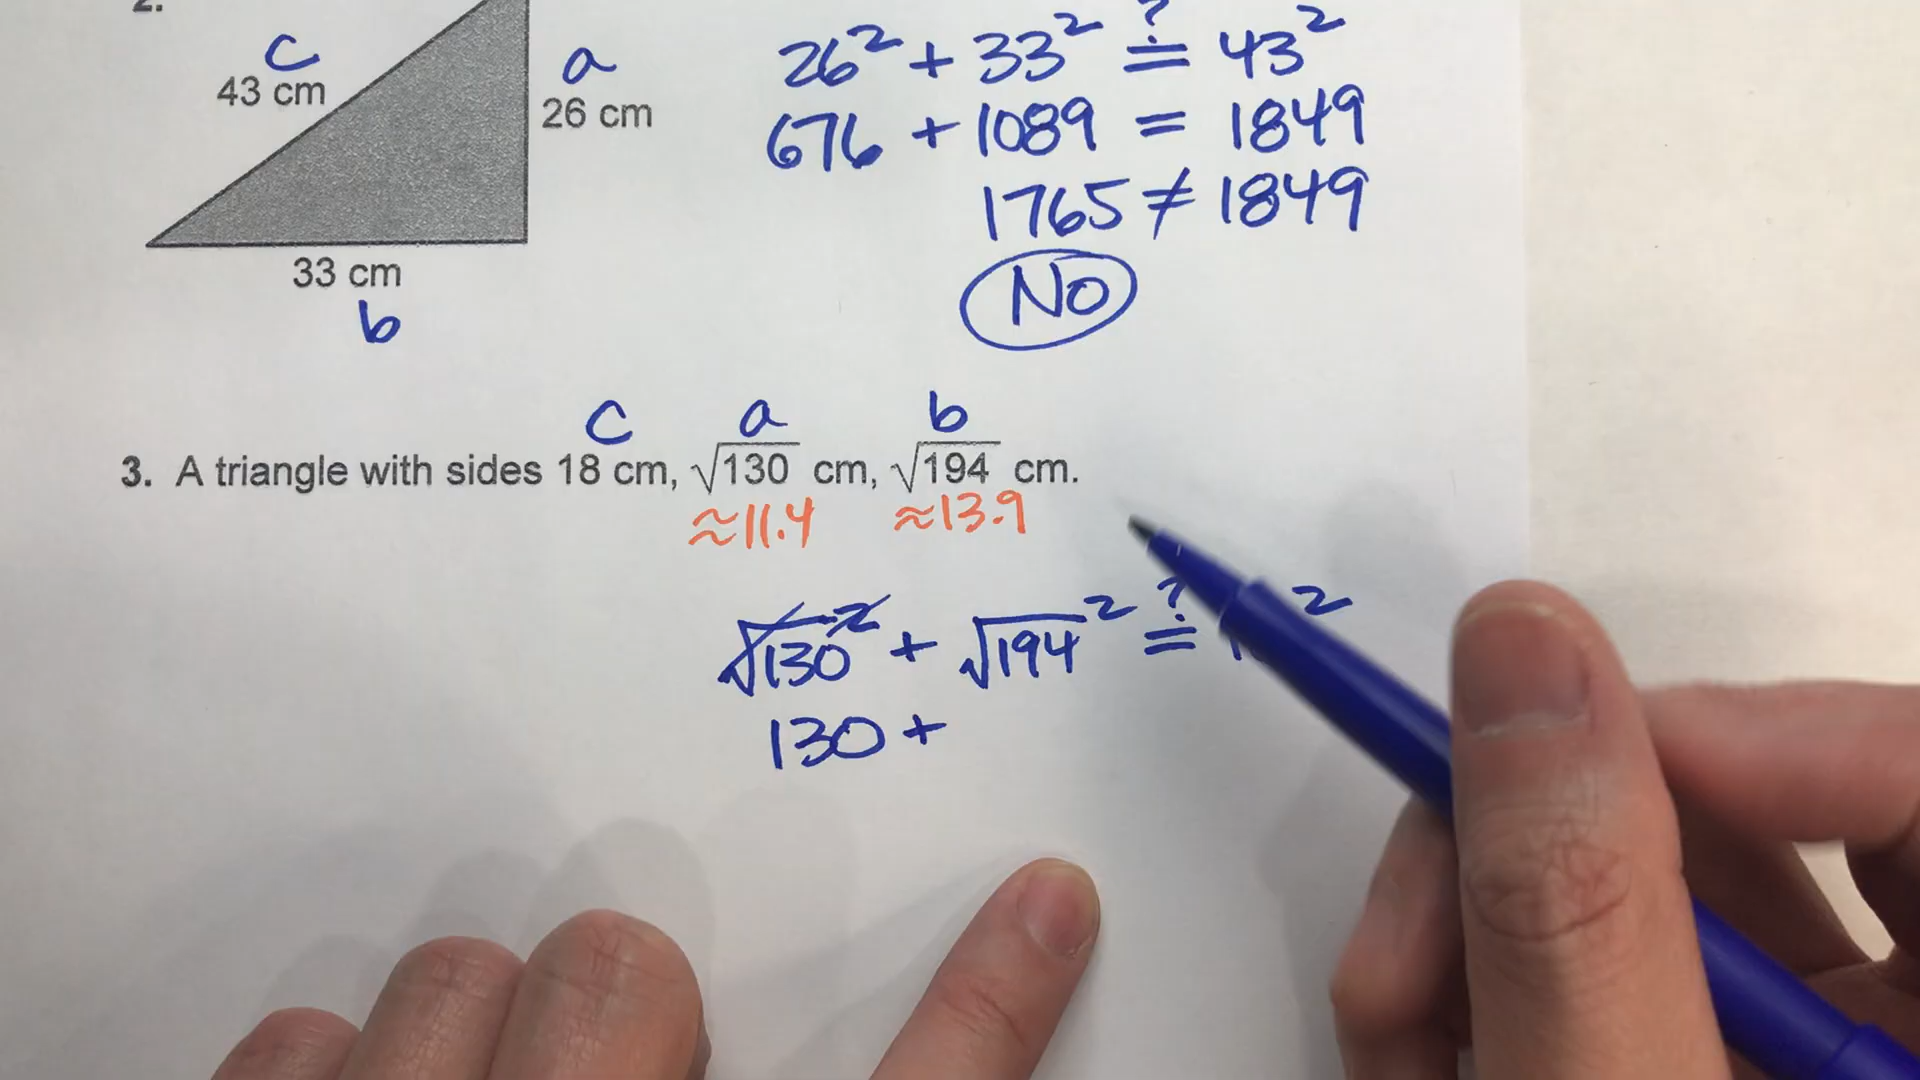 2.
c
43 cm
a
26 cm
33 cm
b
26² + 33² ≟ 43²
676 + 1089 = 1849
1765 ≠ 1849
No
c a b
3. A triangle with sides 18 cm, √130 cm, √194 cm.
≈11.4 ≈13.9
√130² + √194² ≟ 2
130 +